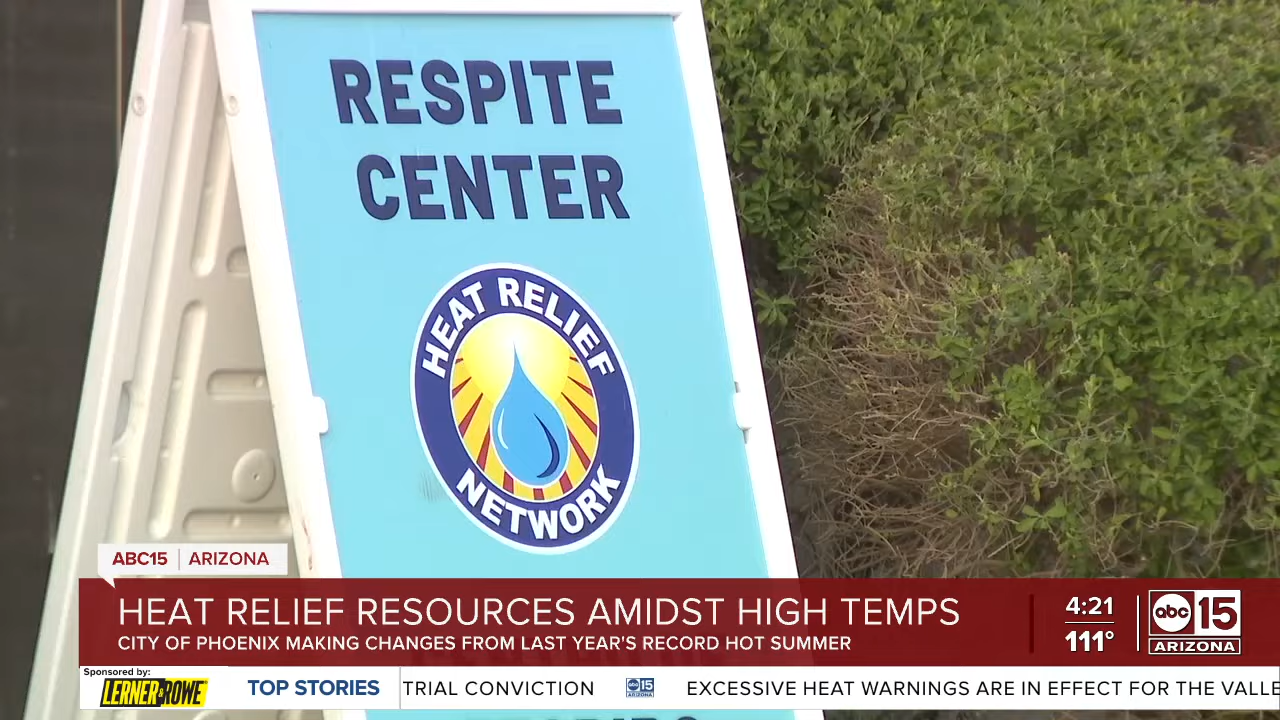 RESPITE
CENTER
HEAT RELIEF
NETWORK
ABC15 ARIZONA
HEAT RELIEF RESOURCES AMIDST HIGH TEMPS
CITY OF PHOENIX MAKING CHANGES FROM LAST YEAR'S RECORD HOT SUMMER
4:21
111°
abc 15
ARIZONA
Sponsored by:
LERNER & ROWE
TOP STORIES
TRIAL CONVICTION abc 15 ARIZONA EXCESSIVE HEAT WARNINGS ARE IN EFFECT FOR THE VALLE